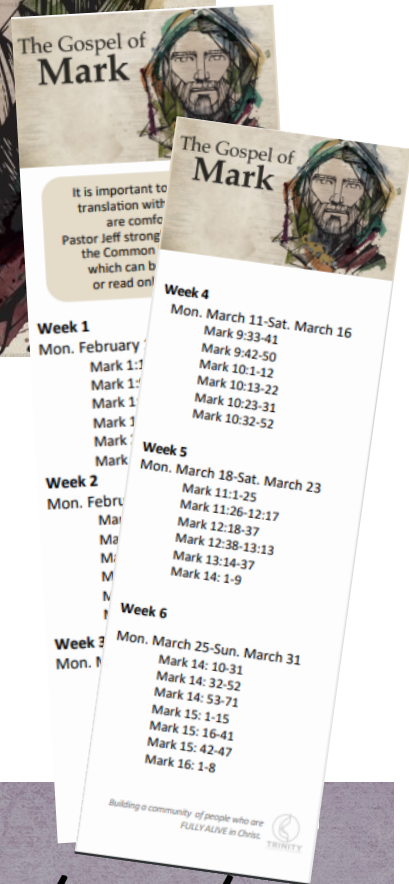 The Gospel of
Mark
It is important to
translation with
are comfo
Pastor Jeff strong
the Common
which can b
or read onl
Week 1
Mon. February
Mark 1:1
Mark 1:
Mark 1:
Mark 1
Mark
Mark
Week 2
Mon. Febru
Ma
Ma
Ma
M
M
Week 3
Mon. M
The Gospel of
Mark
Week 4
Mon. March 11-Sat. March 16
Mark 9:33-41
Mark 9:42-50
Mark 10:1-12
Mark 10:13-22
Mark 10:23-31
Mark 10:32-52
Week 5
Mon. March 18-Sat. March 23
Mark 11:1-25
Mark 11:26-12:17
Mark 12:18-37
Mark 12:38-13:13
Mark 13:14-37
Mark 14: 1-9
Week 6
Mon. March 25-Sun. March 31
Mark 14: 10-31
Mark 14: 32-52
Mark 14: 53-71
Mark 15: 1-15
Mark 15: 16-41
Mark 15: 42-47
Mark 16: 1-8
Building a community of people who are
FULLY ALIVE in Christ.
TRINITY